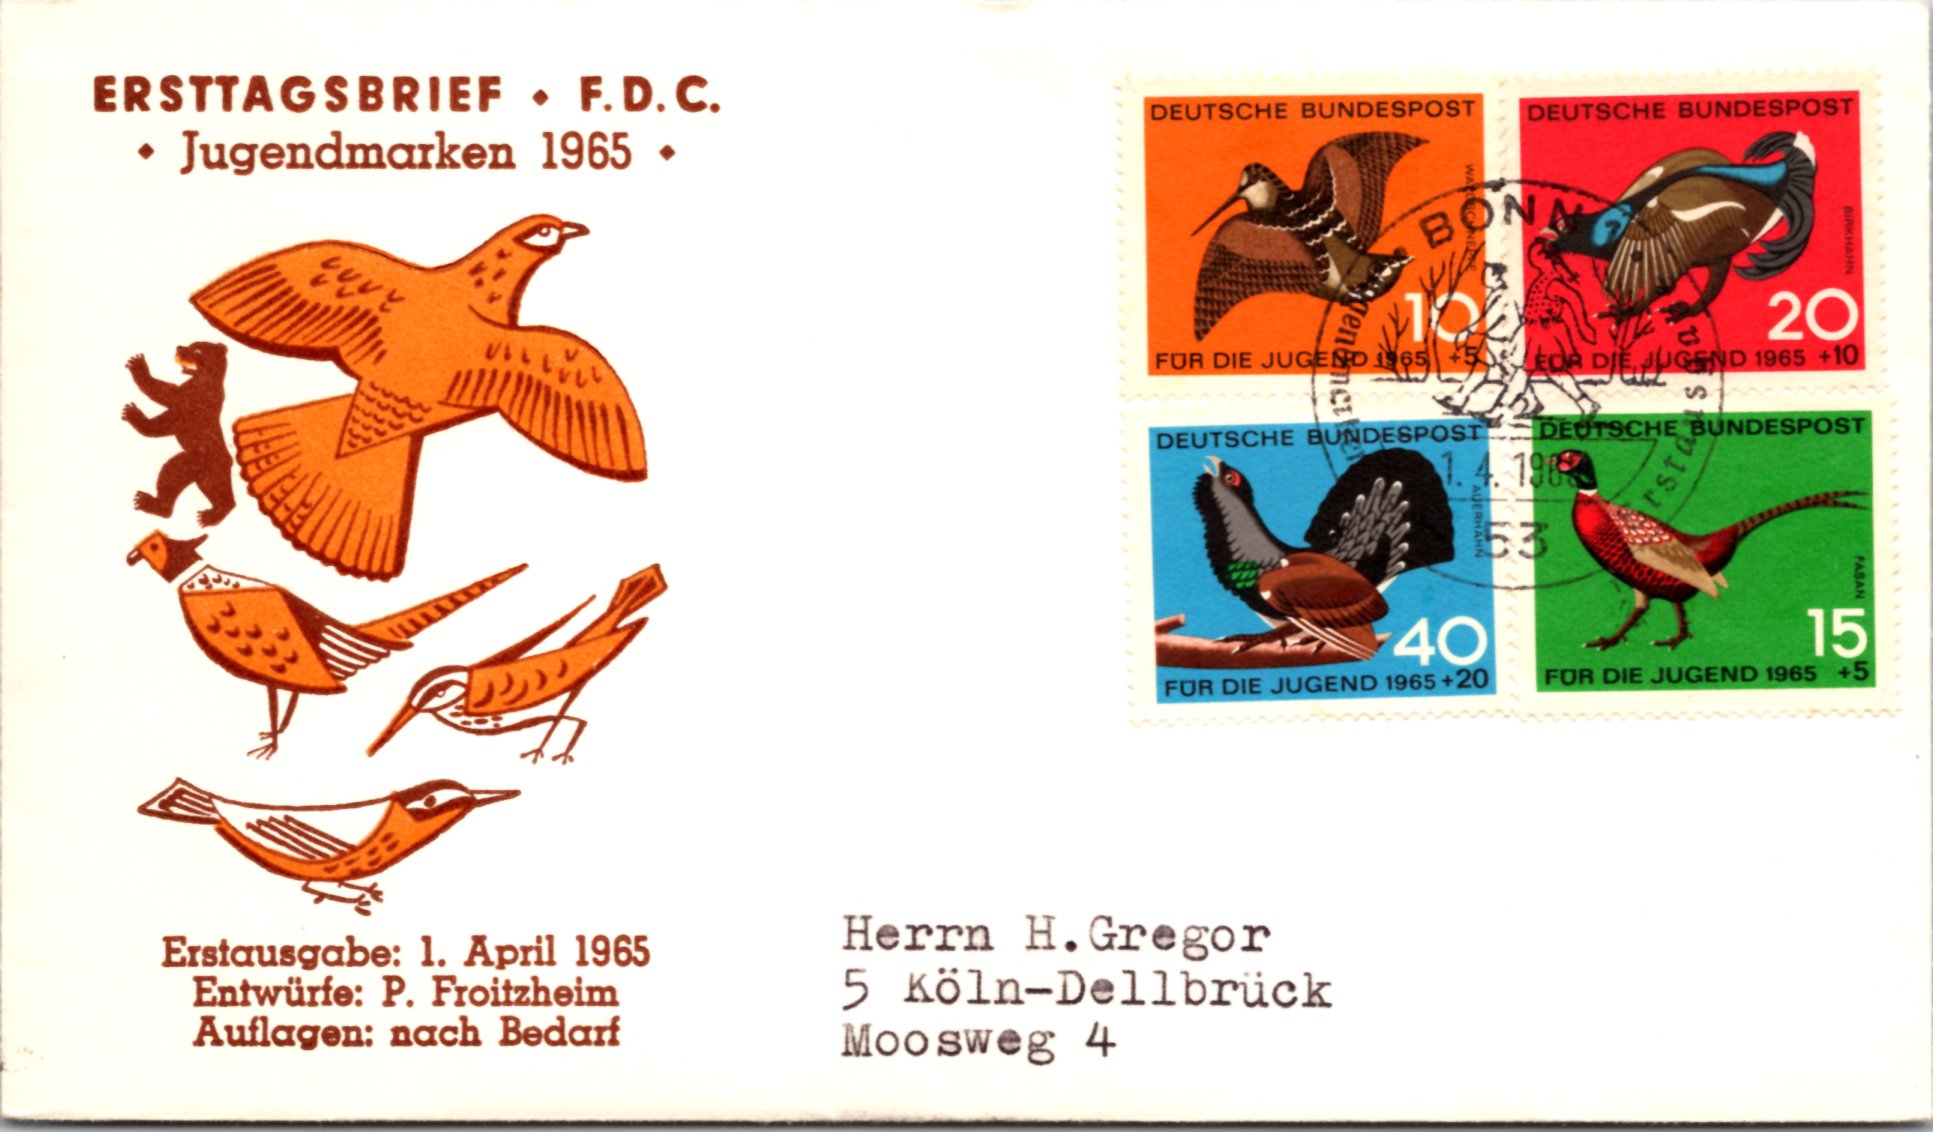 ERSTTAGSBRIEF • F.D.C.
• Jugendmarken 1965 •
DEUTSCHE BUNDESPOST
WALDSCHNEPFE
10
FÜR DIE JUGEND 1965 +5
DEUTSCHE BUNDESPOST
BIRKHAHN
20
FÜR DIE JUGEND 1965 +10
DEUTSCHE BUNDESPOST
AUERHAHN
40
FÜR DIE JUGEND 1965 +20
DEUTSCHE BUNDESPOST
FASAN
15
FÜR DIE JUGEND 1965 +5
BONN
1.4.
53
Erstausgabe: 1. April 1965
Entwürfe: P. Froitzheim
Auflagen: nach Bedarf
Herrn H.Gregor
5 Köln-Dellbrück
Moosweg 4